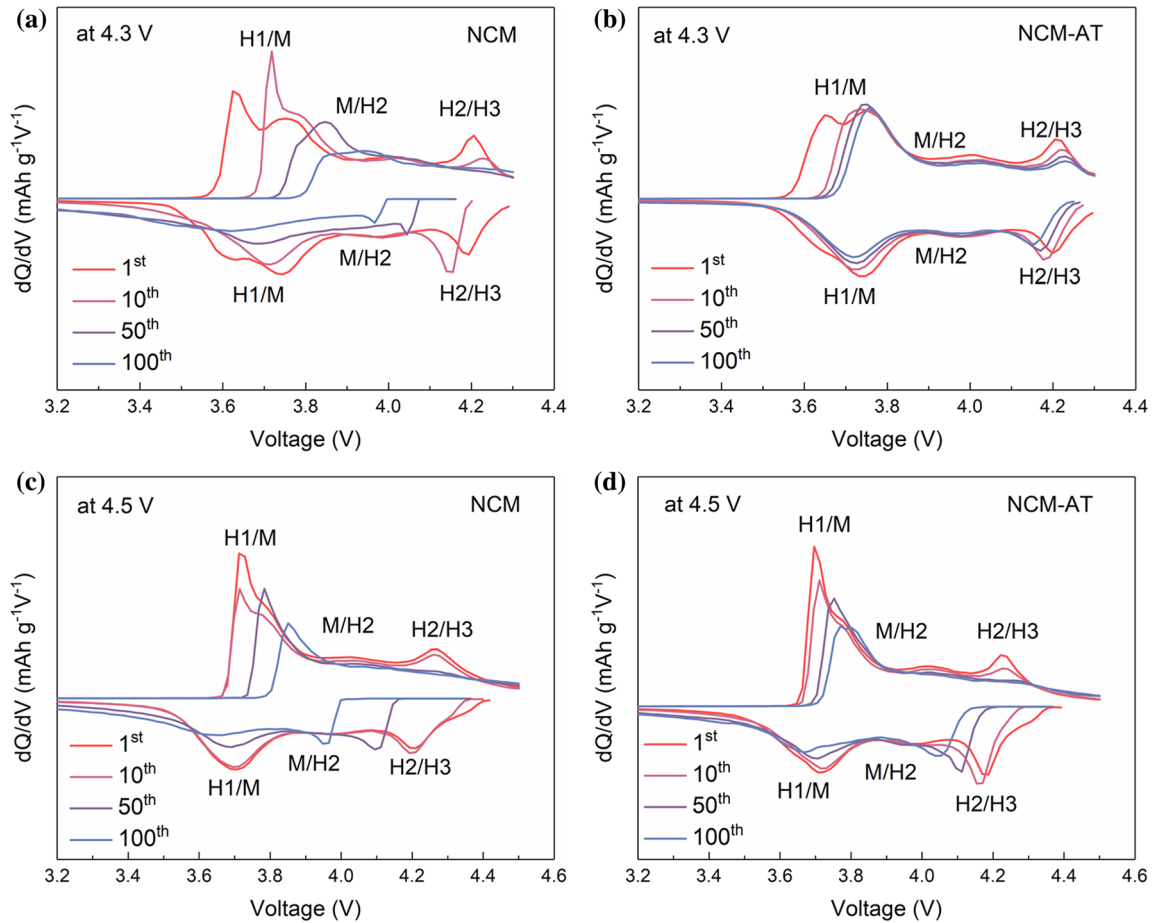 (a)
at 4.3 V
NCM
H1/M
M/H2
H2/H3
dQ/dV (mAh g⁻¹V⁻¹)
M/H2
H1/M
H2/H3
1ˢᵗ
10ᵗʰ
50ᵗʰ
100ᵗʰ
3.2 3.4 3.6 3.8 4.0 4.2 4.4
Voltage (V)
(b)
at 4.3 V
NCM-AT
H1/M
M/H2
H2/H3
dQ/dV (mAh g⁻¹V⁻¹)
M/H2
H1/M
H2/H3
1ˢᵗ
10ᵗʰ
50ᵗʰ
100ᵗʰ
3.2 3.4 3.6 3.8 4.0 4.2 4.4
Voltage (V)
(c)
at 4.5 V
NCM
H1/M
M/H2
H2/H3
dQ/dV (mAh g⁻¹V⁻¹)
M/H2
H2/H3
H1/M
1ˢᵗ
10ᵗʰ
50ᵗʰ
100ᵗʰ
3.2 3.4 3.6 3.8 4.0 4.2 4.4 4.6
Voltage (V)
(d)
at 4.5 V
NCM-AT
H1/M
M/H2
H2/H3
dQ/dV (mAh g⁻¹V⁻¹)
M/H2
H1/M
H2/H3
1ˢᵗ
10ᵗʰ
50ᵗʰ
100ᵗʰ
3.2 3.4 3.6 3.8 4.0 4.2 4.4 4.6
Voltage (V)